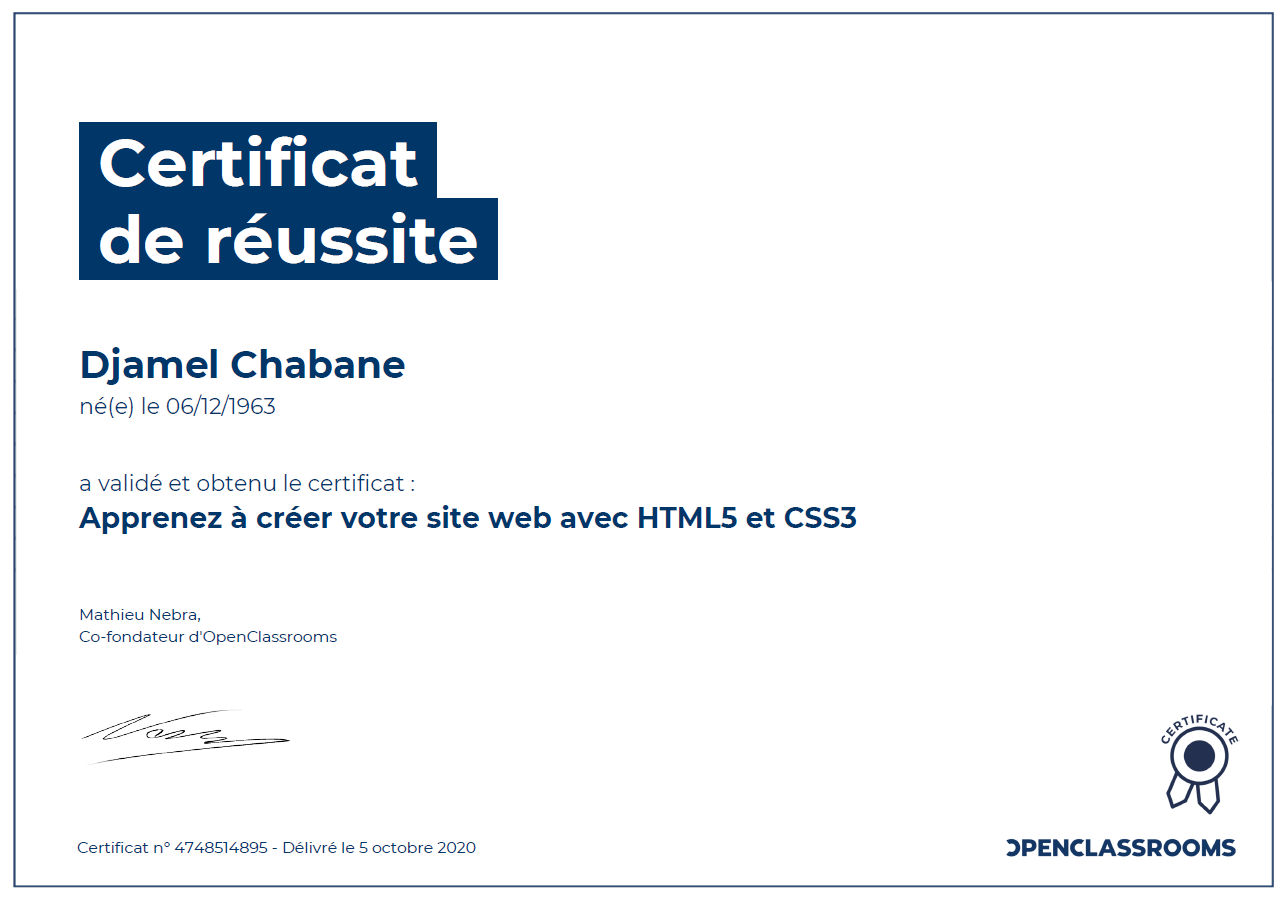 Certificat
de réussite
Djamel Chabane
né(e) le 06/12/1963
a validé et obtenu le certificat :
Apprenez à créer votre site web avec HTML5 et CSS3
Mathieu Nebra,
Co-fondateur d'OpenClassrooms
CERTIFICATE
Certificat n° 4748514895 - Délivré le 5 octobre 2020
OPENCLASSROOMS